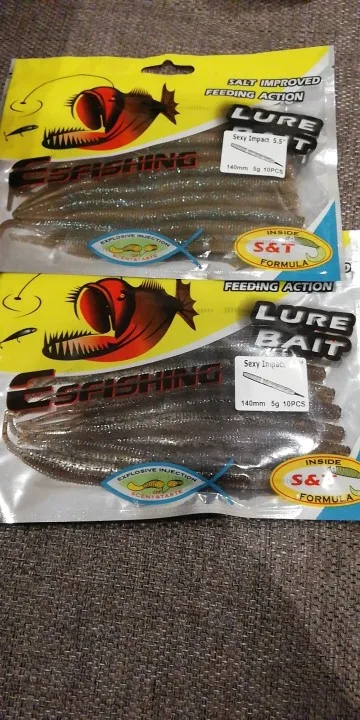 SALT IMPROVED
FEEDING ACTION
LURE
Sexy Impact 5.5"
140mm 5g 10PCS
ESFISHING
EXPLOSIVE INJECTION
SCENT&TASTE
INSIDE
S&T
FORMULA
FEEDING ACTION
LURE
BAIT
Sexy Impact
140mm 5g 10PCS
ESFISHING
EXPLOSIVE INJECTION
SCENT&TASTE
INSIDE
S&
FORMULA